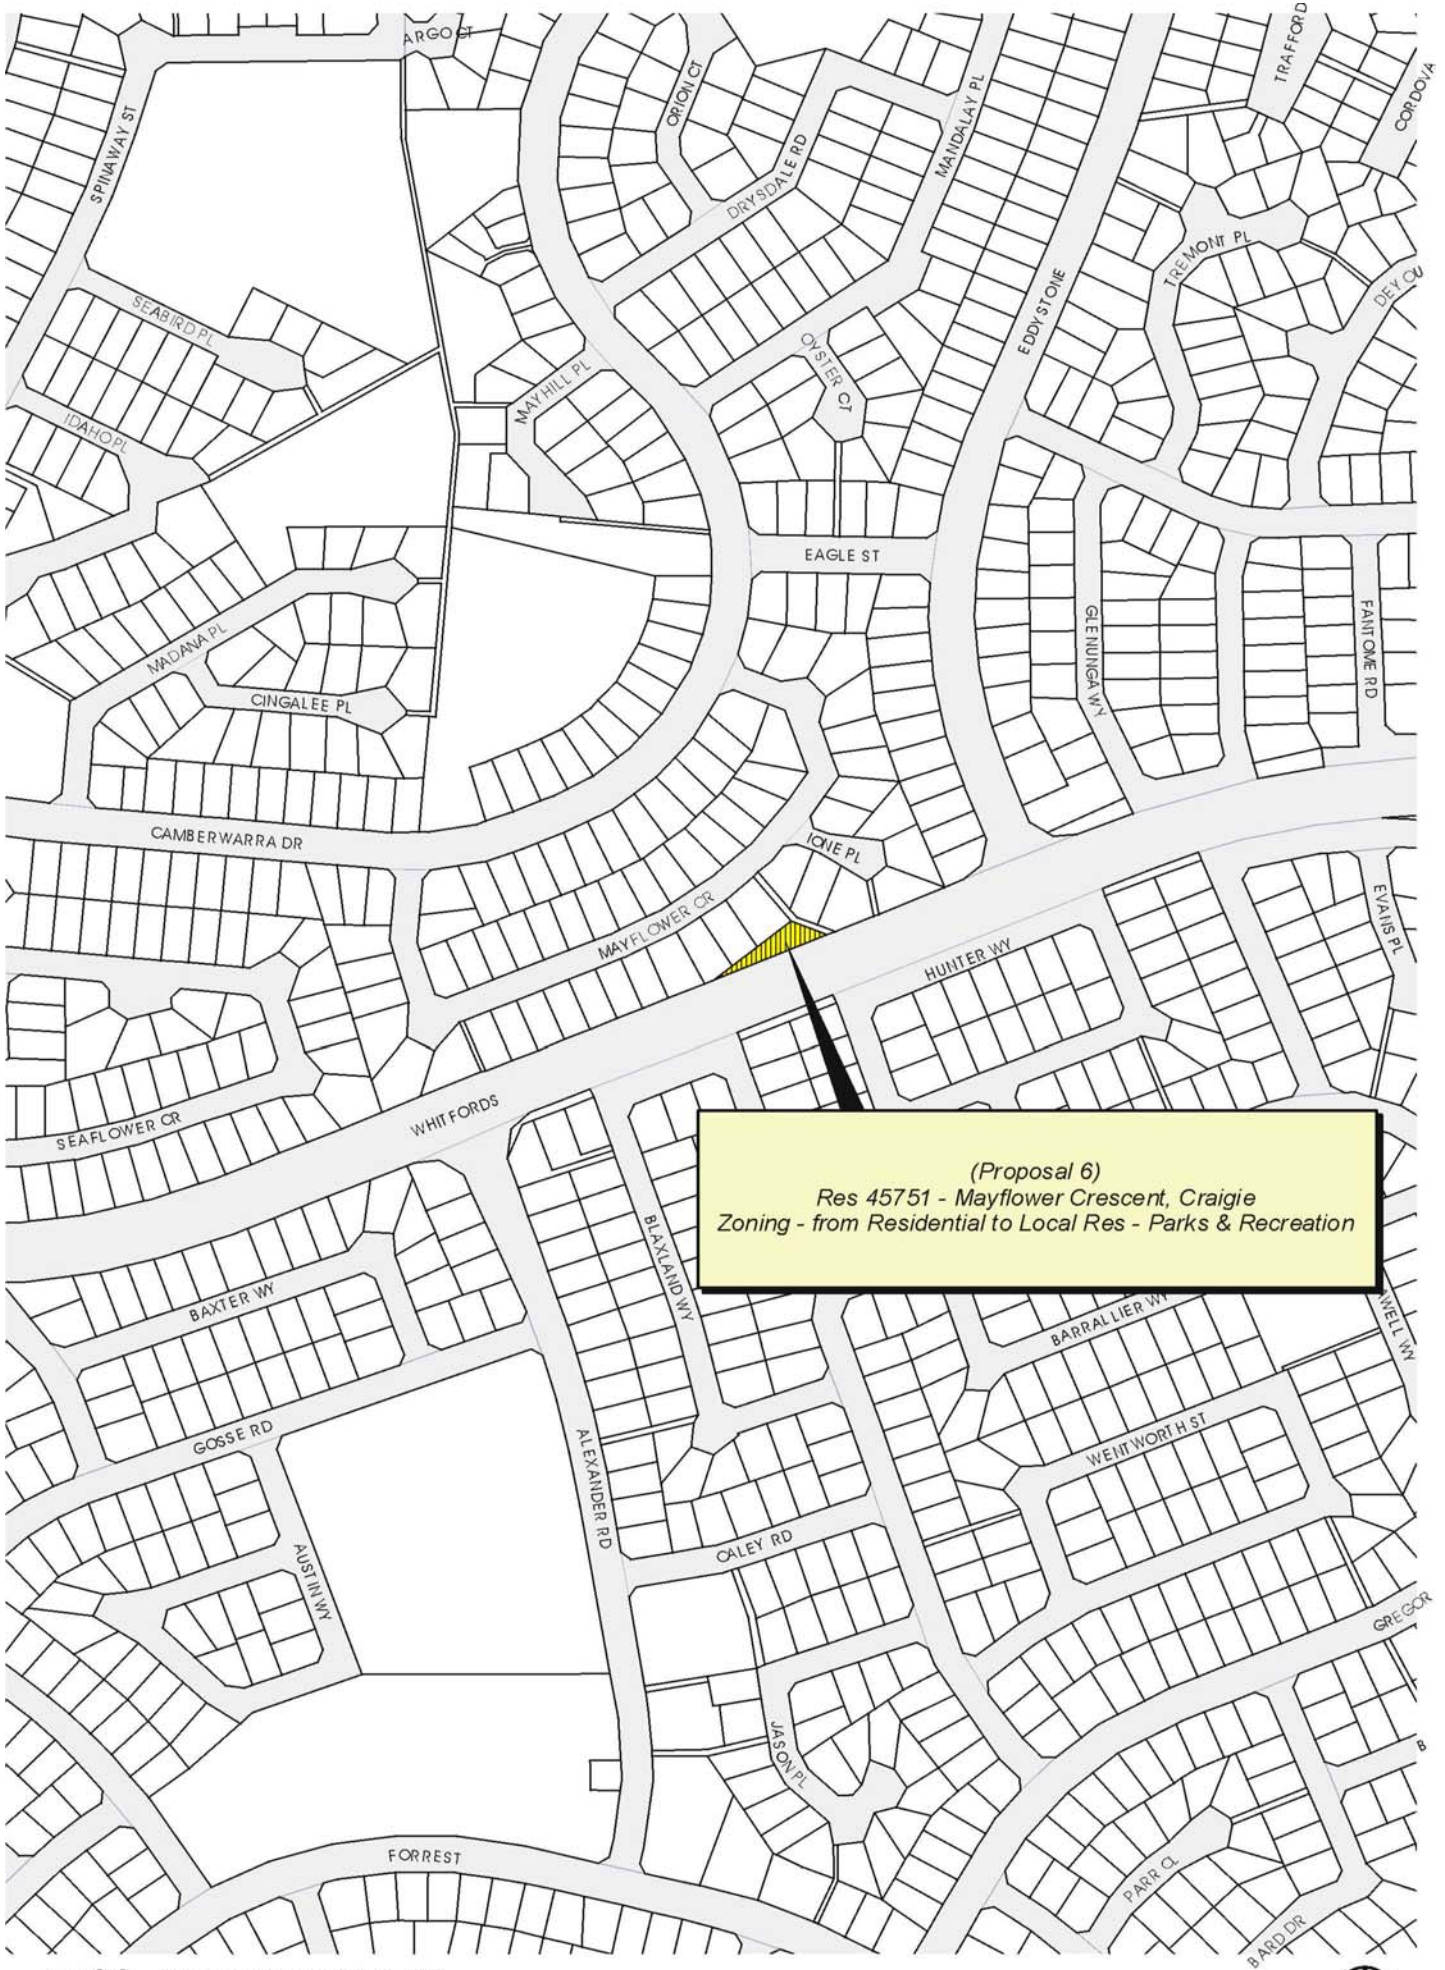 ARGO CT
TRAFFORD
CORDOVA
ORION CT
MANDALAY PL
SPINAWAY ST
DRYSDALE RD
TREMONT PL
SEABIRD PL
EDDYSTONE
OYSTER CT
MAYHILL PL
IDAHO PL
EAGLE ST
GLENUNGA WY
FANTOME RD
MADANA PL
CINGALEE PL
CAMBERWARRA DR
IONE PL
MAYFLOWER CR
EVANS PL
HUNTER WY
WHITFORDS
SEAFLOWER CR
(Proposal 6)
Res 45751 - Mayflower Crescent, Craigie
Zoning - from Residential to Local Res - Parks & Recreation
BLAXLAND WY
BAXTER WY
BARRALLIER WY
WELL WY
GOSSE RD
WENTWORTH ST
ALEXANDER RD
CALEY RD
AUSTIN WY
GREGOR
JASON PL
B
FORREST
PARR CL
BARD DR